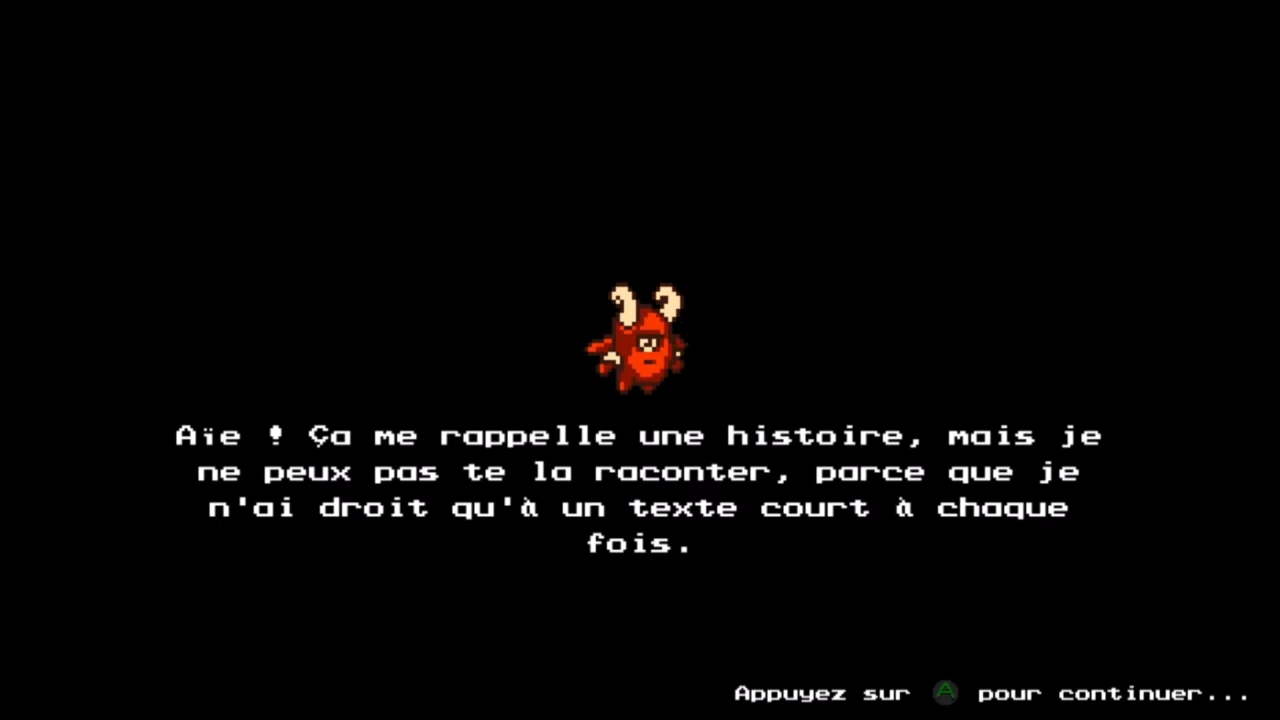 Aïe ! Ça me rappelle une histoire, mais je
ne peux pas te la raconter, parce que je
n'ai droit qu'à un texte court à chaque
fois.
Appuyez sur A pour continuer...